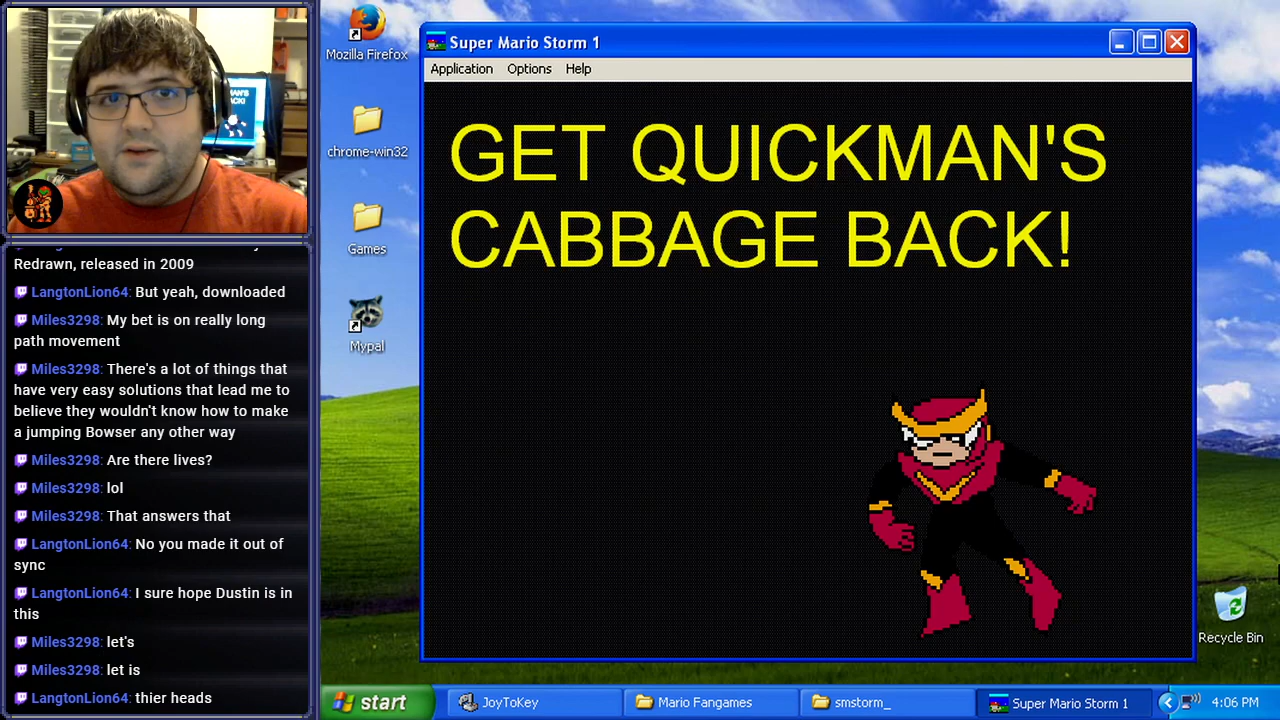 Redrawn, released in 2009
LangtonLion64: But yeah, downloaded
Miles3298: My bet is on really long
path movement
Miles3298: There's a lot of things that
have very easy solutions that lead me to
believe they wouldn't know how to make
a jumping Bowser any other way
Miles3298: Are there lives?
Miles3298: lol
Miles3298: That answers that
LangtonLion64: No you made it out of
sync
LangtonLion64: I sure hope Dustin is in
this
Miles3298: let's
Miles3298: let is
LangtonLion64: thier heads
Mozilla Firefox
chrome-win32
Games
Mypal
Super Mario Storm 1
Application Options Help
GET QUICKMAN'S
CABBAGE BACK!
Recycle Bin
start
JoyToKey
Mario Fangames
smstorm_
Super Mario Storm 1
4:06 PM